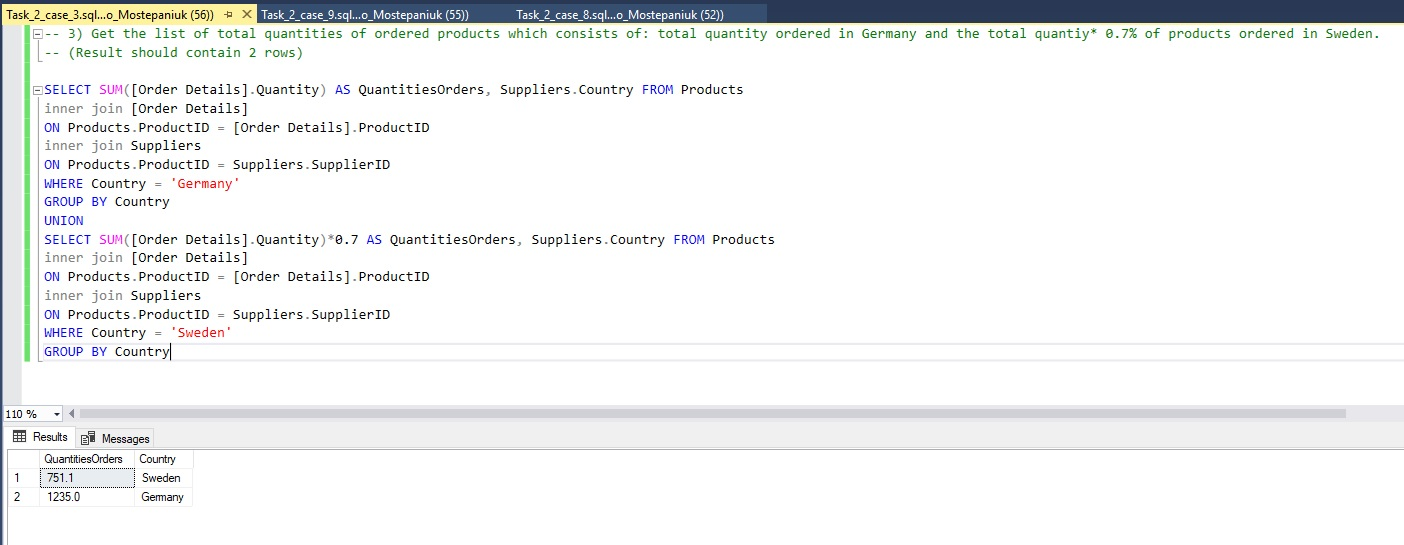 Task_2_case_3.sql...o_Mostepaniuk (56)) Task_2_case_9.sql...o_Mostepaniuk (55)) Task_2_case_8.sql...o_Mostepaniuk (52))
-- 3) Get the list of total quantities of ordered products which consists of: total quantity ordered in Germany and the total quantiy* 0.7% of products ordered in Sweden.
-- (Result should contain 2 rows)
SELECT SUM([Order Details].Quantity) AS QuantitiesOrders, Suppliers.Country FROM Products
inner join [Order Details]
ON Products.ProductID = [Order Details].ProductID
inner join Suppliers
ON Products.ProductID = Suppliers.SupplierID
WHERE Country = 'Germany'
GROUP BY Country
UNION
SELECT SUM([Order Details].Quantity)*0.7 AS QuantitiesOrders, Suppliers.Country FROM Products
inner join [Order Details]
ON Products.ProductID = [Order Details].ProductID
inner join Suppliers
ON Products.ProductID = Suppliers.SupplierID
WHERE Country = 'Sweden'
GROUP BY Country
110 %
Results Messages
QuantitiesOrders Country
1 751.1 Sweden
2 1235.0 Germany